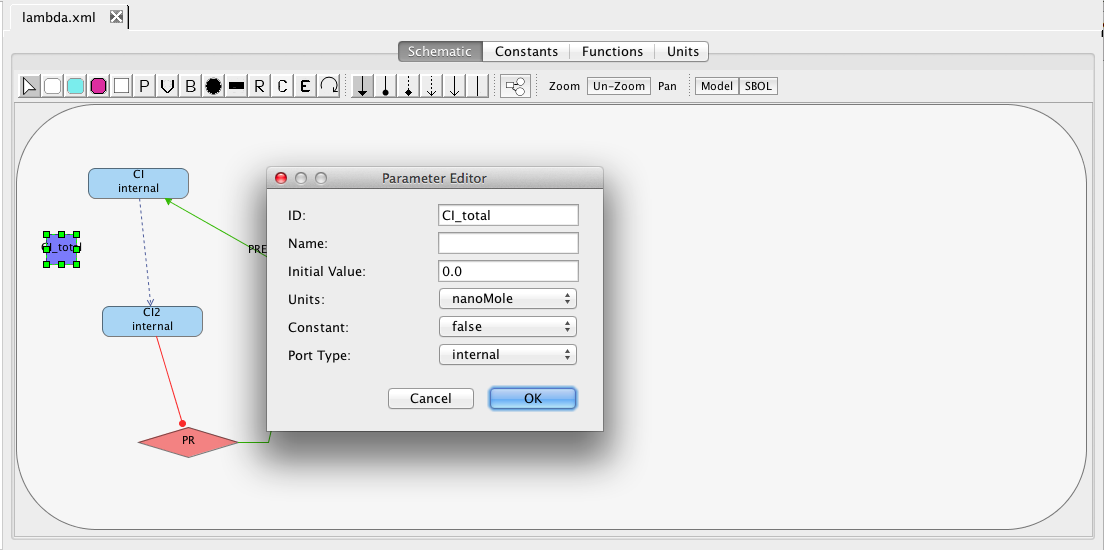 lambda.xml
Schematic Constants Functions Units
P V B R C E Zoom Un-Zoom Pan Model SBOL
CI
internal
Parameter Editor
ID: CI_total
Name:
Initial Value: 0.0
Units: nanoMole
Constant: false
Port Type: internal
Cancel OK
CI_total
PRE
CI2
internal
PR